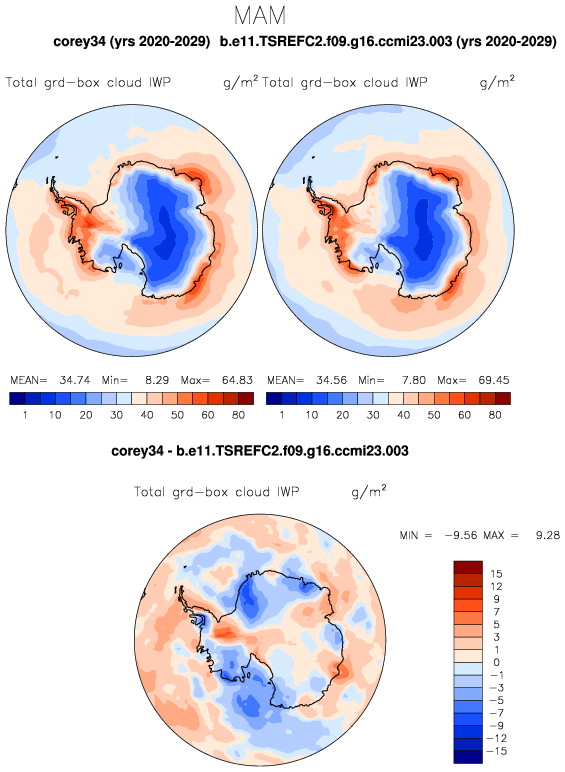 MAM
corey34 (yrs 2020-2029) b.e11.TSREFC2.f09.g16.ccmi23.003 (yrs 2020-2029)
Total grd-box cloud IWP g/m² Total grd-box cloud IWP g/m²
MEAN= 34.74 Min= 8.29 Max= 64.83 MEAN= 34.56 Min= 7.80 Max= 69.45
1 10 20 30 40 50 60 80 1 10 20 30 40 50 60 80
corey34 - b.e11.TSREFC2.f09.g16.ccmi23.003
Total grd-box cloud IWP g/m²
MIN = -9.56 MAX = 9.28
15
12
9
7
5
3
1
0
-1
-3
-5
-7
-9
-12
-15